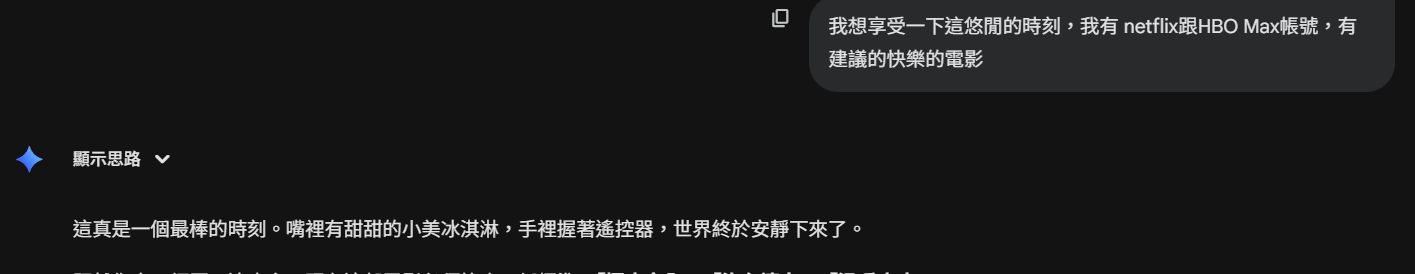 我想享受一下這悠閒的時刻，我有 netflix跟HBO Max帳號，有
建議的快樂的電影
顯示思路
這真是一個最棒的時刻。嘴裡有甜甜的小美冰淇淋，手裡握著遙控器，世界終於安靜下來了。